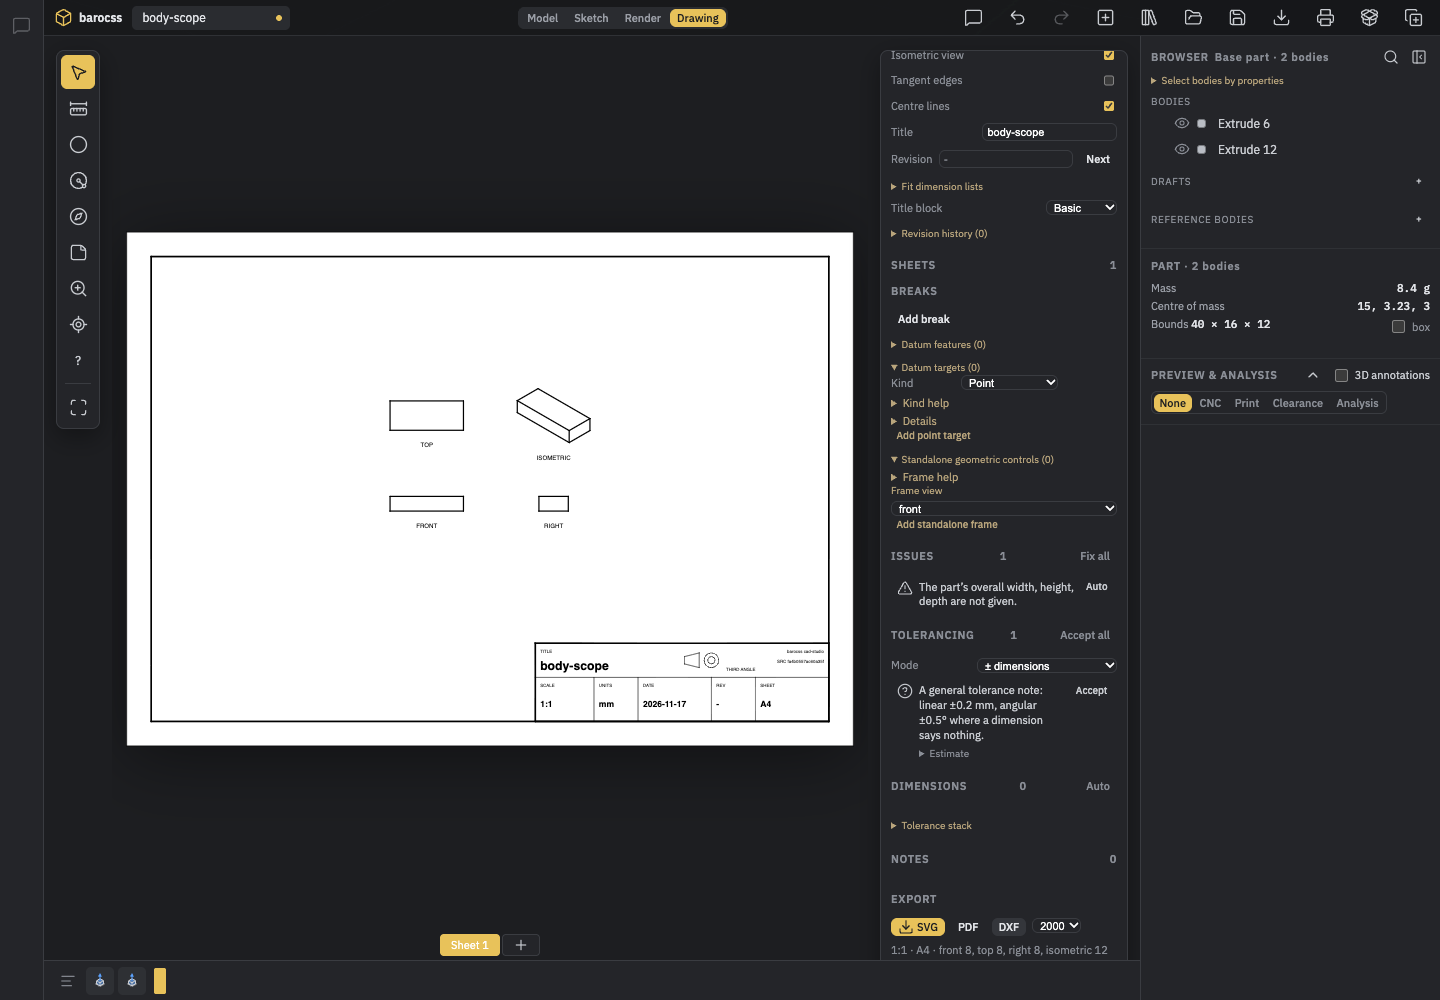 barocss
body-scope
Model
Sketch
Render
Drawing
?
Isometric view
Tangent edges
Centre lines
Title
body-scope
Revision
-
Next
Fit dimension lists
Title block
Basic
Revision history (0)
SHEETS
1
BREAKS
Add break
Datum features (0)
Datum targets (0)
Kind
Point
Kind help
Details
Add point target
Standalone geometric controls (0)
Frame help
Frame view
front
Add standalone frame
ISSUES
1
Fix all
The part's overall width, height,
depth are not given.
Auto
TOLERANCING
1
Accept all
Mode
± dimensions
A general tolerance note:
linear ±0.2 mm, angular
±0.5° where a dimension
says nothing.
Accept
Estimate
DIMENSIONS
0
Auto
Tolerance stack
NOTES
0
EXPORT
SVG
PDF
DXF
2000
1:1 · A4 · front 8, top 8, right 8, isometric 12
TOP
ISOMETRIC
FRONT
RIGHT
TITLE
body-scope
THIRD ANGLE
barocss cad-studio
SCALE
1:1
UNITS
mm
DATE
2026-11-17
REV
-
SHEET
A4
Sheet 1
BROWSER Base part · 2 bodies
Select bodies by properties
BODIES
Extrude 6
Extrude 12
DRAFTS
+
REFERENCE BODIES
+
PART · 2 bodies
Mass
8.4 g
Centre of mass
15, 3.23, 3
Bounds 40 × 16 × 12
box
PREVIEW & ANALYSIS
3D annotations
None
CNC
Print
Clearance
Analysis